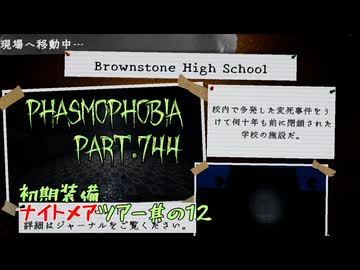 現場へ移動中…
Brownstone High School
PHASMOPHOBIA
PART.744
校内で多発した変死事件をう
けて何十年も前に閉鎖された
学校の施設だ。
初期装備
ナイトメアツアー其の12
詳細はジャーナルをご覧ください。